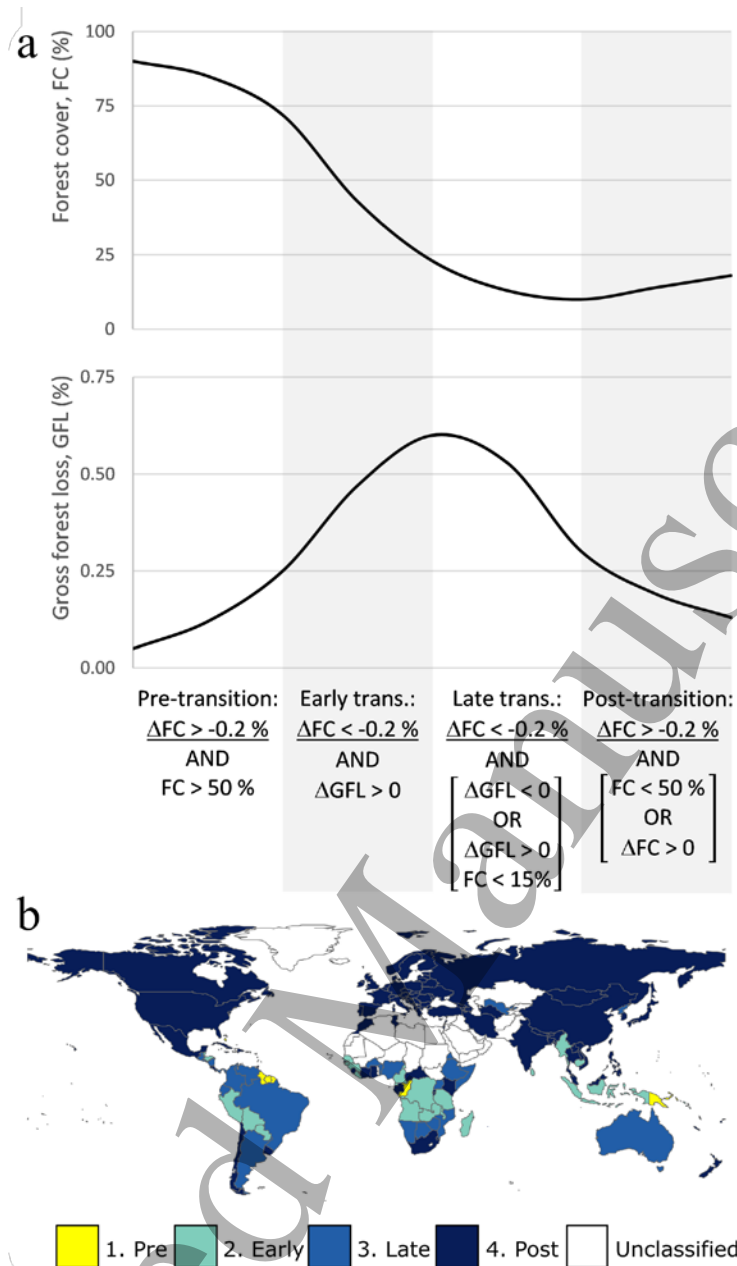 a
Forest cover, FC (%)
100
75
50
25
0
Gross forest loss, GFL (%)
0.75
0.50
0.25
0.00
Pre-transition:
ΔFC > -0.2 %
AND
FC > 50 %
Early trans.:
ΔFC < -0.2 %
AND
ΔGFL > 0
Late trans.:
ΔFC < -0.2 %
AND
ΔGFL < 0
OR
ΔGFL > 0
FC < 15%
Post-transition:
ΔFC > -0.2 %
AND
FC < 50 %
OR
ΔFC > 0
b
1. Pre
2. Early
3. Late
4. Post
Unclassified
d Manusc